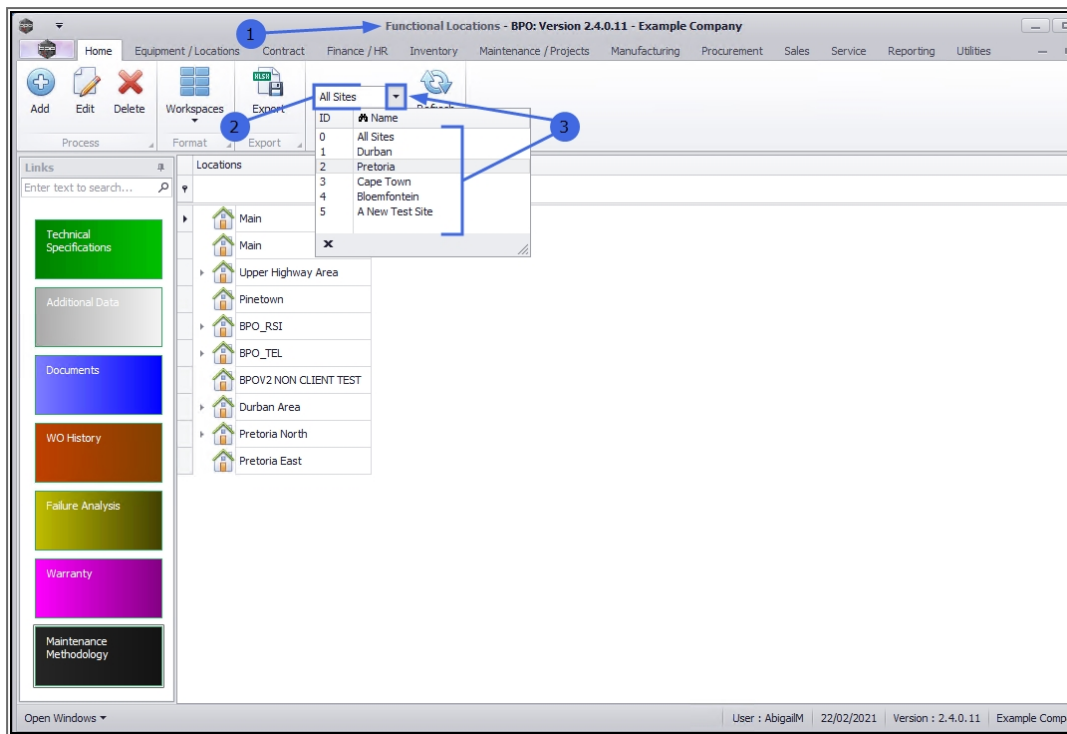 Functional Locations - BPO: Version 2.4.0.11 - Example Company
1
bpo
Home Equipment / Locations Contract Finance / HR Inventory Maintenance / Projects Manufacturing Procurement Sales Service Reporting Utilities
XLSX
Add Edit Delete Workspaces Export All Sites Refresh
2
3
Process Format Export
ID Name
0 All Sites
1 Durban
2 Pretoria
3 Cape Town
4 Bloemfontein
5 A New Test Site
Links
Enter text to search...
Technical
Specifications
Additional Data
Documents
WO History
Failure Analysis
Warranty
Maintenance
Methodology
Locations
Main
Main
Upper Highway Area
Pinetown
BPO_RSI
BPO_TEL
BPOV2 NON CLIENT TEST
Durban Area
Pretoria North
Pretoria East
Open Windows User : AbigailM 22/02/2021 Version : 2.4.0.11 Example Comp